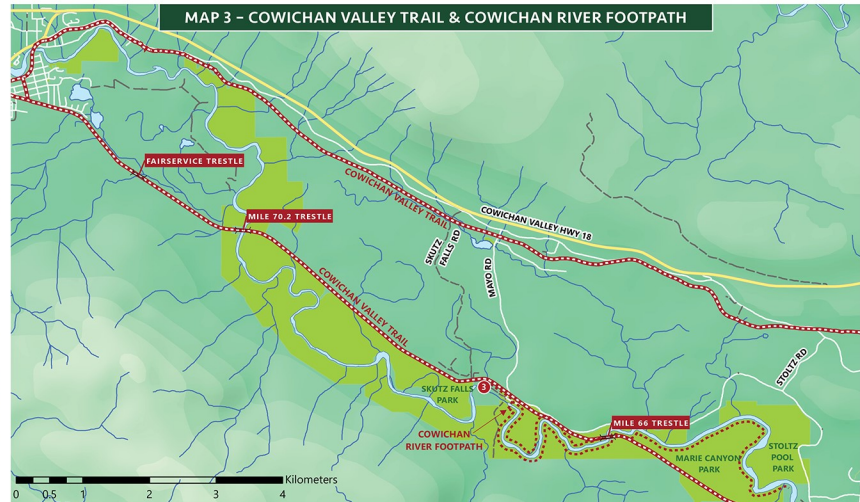 MAP 3 – COWICHAN VALLEY TRAIL & COWICHAN RIVER FOOTPATH
FAIRSERVICE TRESTLE
COWICHAN VALLEY TRAIL
MILE 70.2 TRESTLE
COWICHAN VALLEY HWY 18
SKUTZ
FALLS RD
MAYO RD
COWICHAN VALLEY TRAIL
STOLTZ RD
SKUTZ FALLS
PARK
3
MILE 66 TRESTLE
COWICHAN
RIVER FOOTPATH
MARIE CANYON
PARK
STOLTZ
POOL
PARK
Kilometers
0 0.5 1 2 3 4